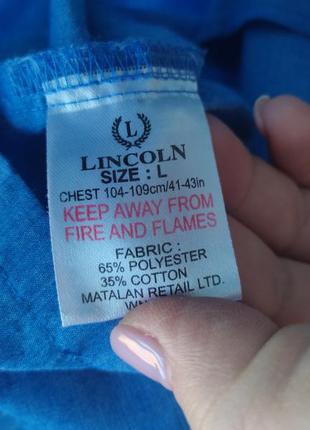 L
LINCOLN
SIZE : L
CHEST 104-109cm/41-43in
KEEP AWAY FROM
FIRE AND FLAMES
FABRIC :
65% POLYESTER
35% COTTON
MATALAN RETAIL LTD.